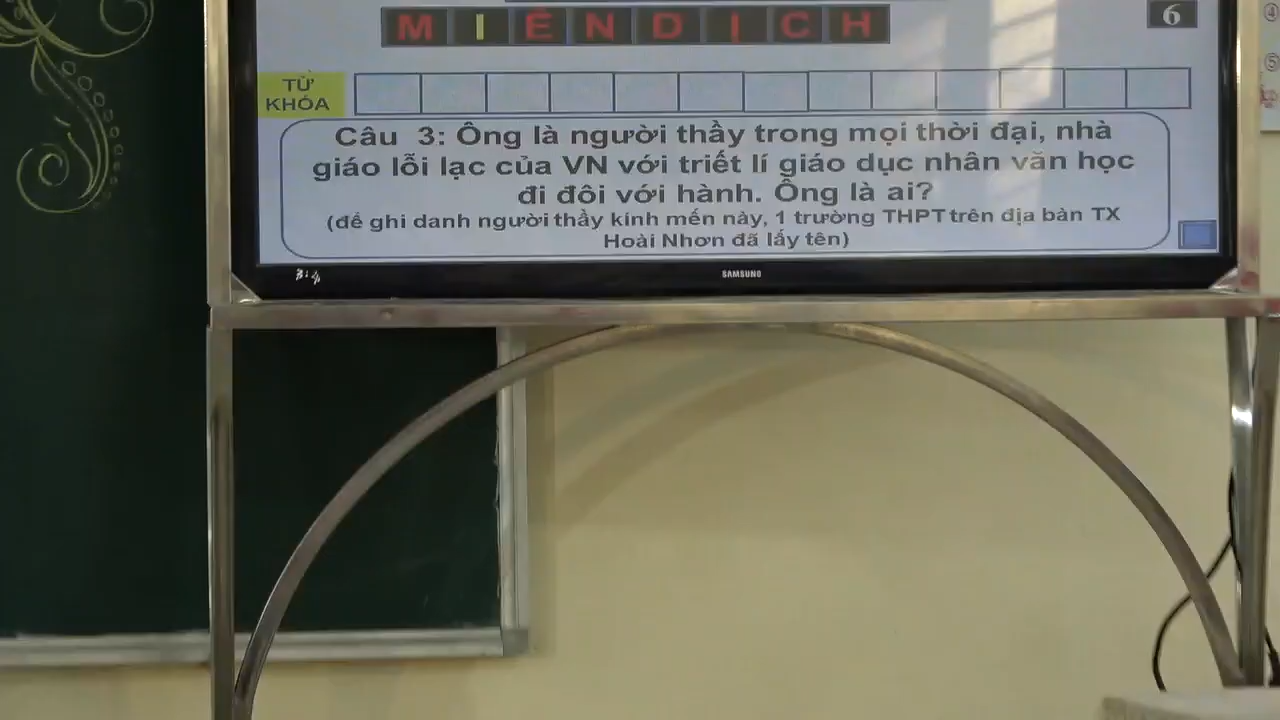 MIỄN DỊCH
6
TỪ
KHÓA
Câu 3: Ông là người thầy trong mọi thời đại, nhà
giáo lỗi lạc của VN với triết lí giáo dục nhân văn học
đi đôi với hành. Ông là ai?
(để ghi danh người thầy kính mến này, 1 trường THPT trên địa bàn TX
Hoài Nhơn đã lấy tên)
SAMSUNG